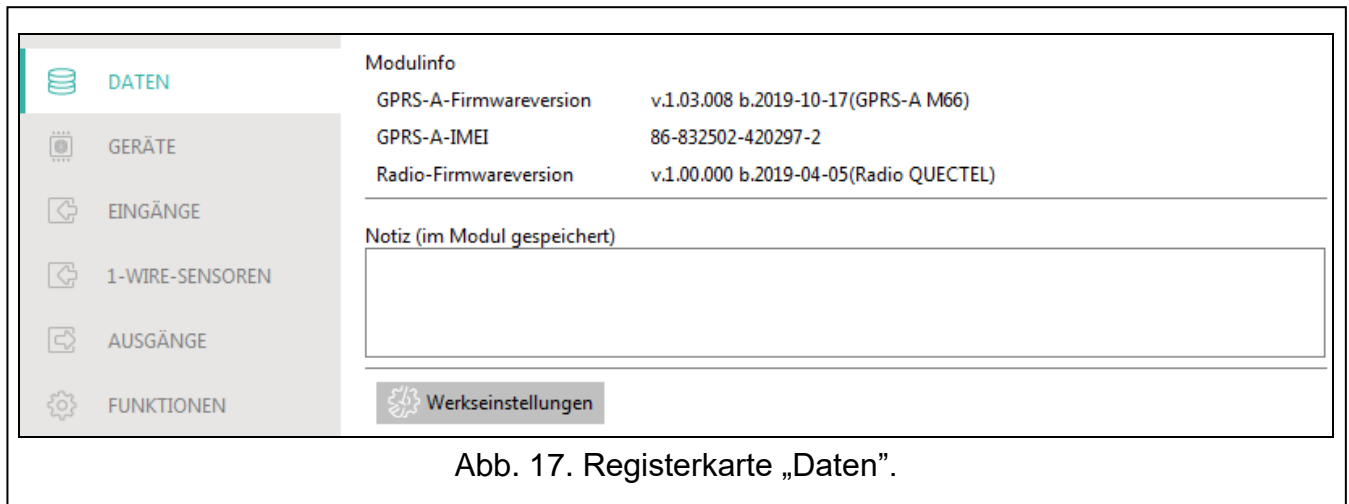 DATEN
GERÄTE
EINGÄNGE
1-WIRE-SENSOREN
AUSGÄNGE
FUNKTIONEN
Modulinfo
GPRS-A-Firmwareversion v.1.03.008 b.2019-10-17(GPRS-A M66)
GPRS-A-IMEI 86-832502-420297-2
Radio-Firmwareversion v.1.00.000 b.2019-04-05(Radio QUECTEL)
Notiz (im Modul gespeichert)
Werkseinstellungen
Abb. 17. Registerkarte „Daten”.